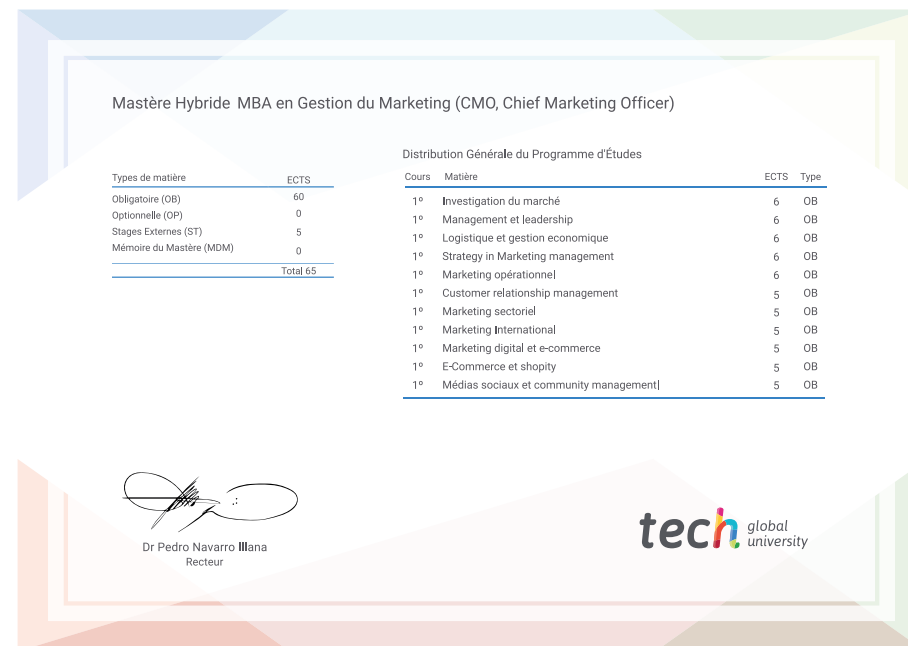 Mastère Hybride MBA en Gestion du Marketing (CMO, Chief Marketing Officer)
Types de matière ECTS
Obligatoire (OB) 60
Optionnelle (OP) 0
Stages Externes (ST) 5
Mémoire du Mastère (MDM) 0
Total 65
Distribution Générale du Programme d'Études
Cours Matière ECTS Type
1º Investigation du marché 6 OB
1º Management et leadership 6 OB
1º Logistique et gestion economique 6 OB
1º Strategy in Marketing management 6 OB
1º Marketing opérationnel 6 OB
1º Customer relationship management 5 OB
1º Marketing sectoriel 5 OB
1º Marketing International 5 OB
1º Marketing digital et e-commerce 5 OB
1º E-Commerce et shopity 5 OB
1º Médias sociaux et community management| 5 OB
Dr Pedro Navarro Illana
Recteur
tech global
university